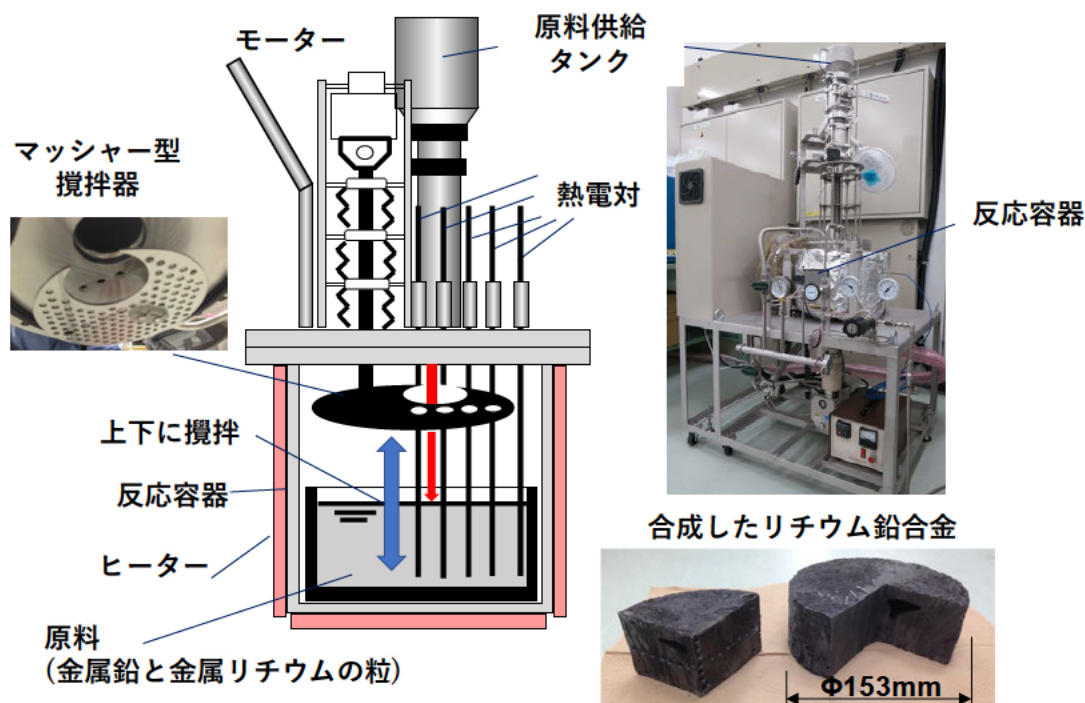 モーター
原料供給
タンク
マッシャー型
攪拌器
熱電対
反応容器
上下に攪拌
反応容器
ヒーター
原料
(金属鉛と金属リチウムの粒)
合成したリチウム鉛合金
Φ153mm